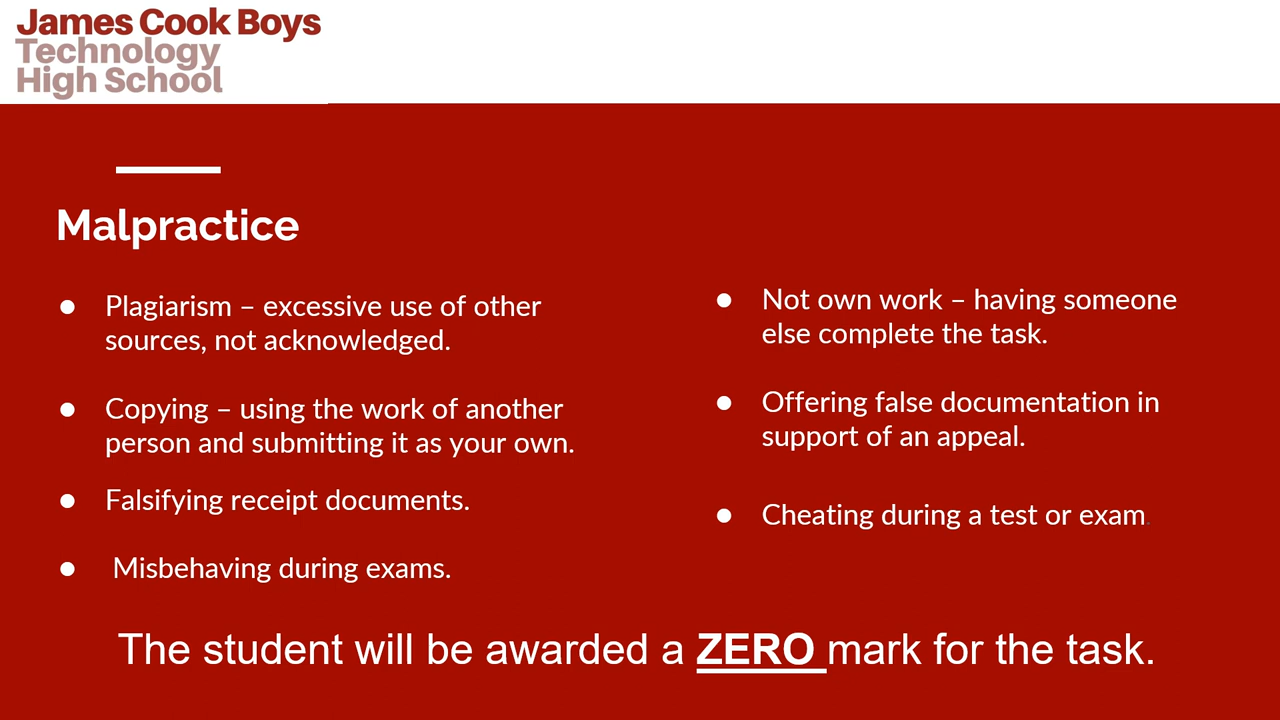 James Cook Boys
Technology
High School
Malpractice
● Plagiarism – excessive use of other
sources, not acknowledged.
● Copying – using the work of another
person and submitting it as your own.
● Falsifying receipt documents.
● Misbehaving during exams.
● Not own work – having someone
else complete the task.
● Offering false documentation in
support of an appeal.
● Cheating during a test or exam.
The student will be awarded a ZERO mark for the task.